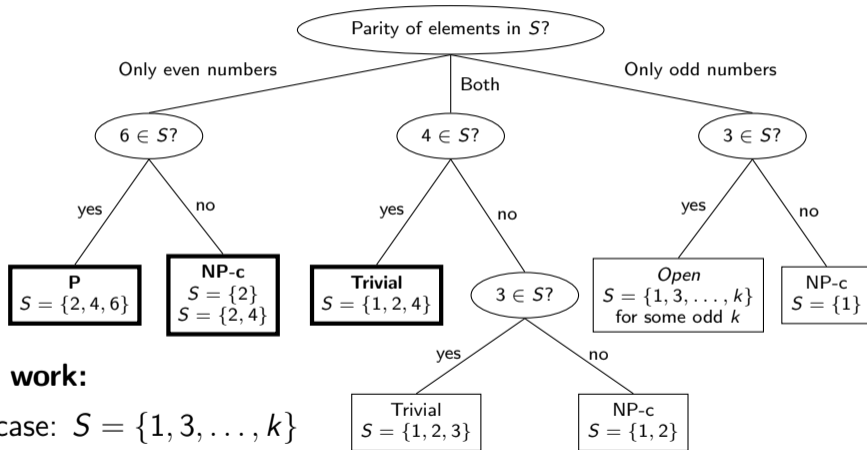 Parity of elements in S?
Only even numbers
Both
Only odd numbers
6 ∈ S?
4 ∈ S?
3 ∈ S?
yes
no
yes
no
yes
no
P
S = {2, 4, 6}
NP-c
S = {2}
S = {2, 4}
Trivial
S = {1, 2, 4}
3 ∈ S?
Open
S = {1, 3, . . . , k}
for some odd k
NP-c
S = {1}
yes
no
work:
case: S = {1, 3, . . . , k}
Trivial
S = {1, 2, 3}
NP-c
S = {1, 2}